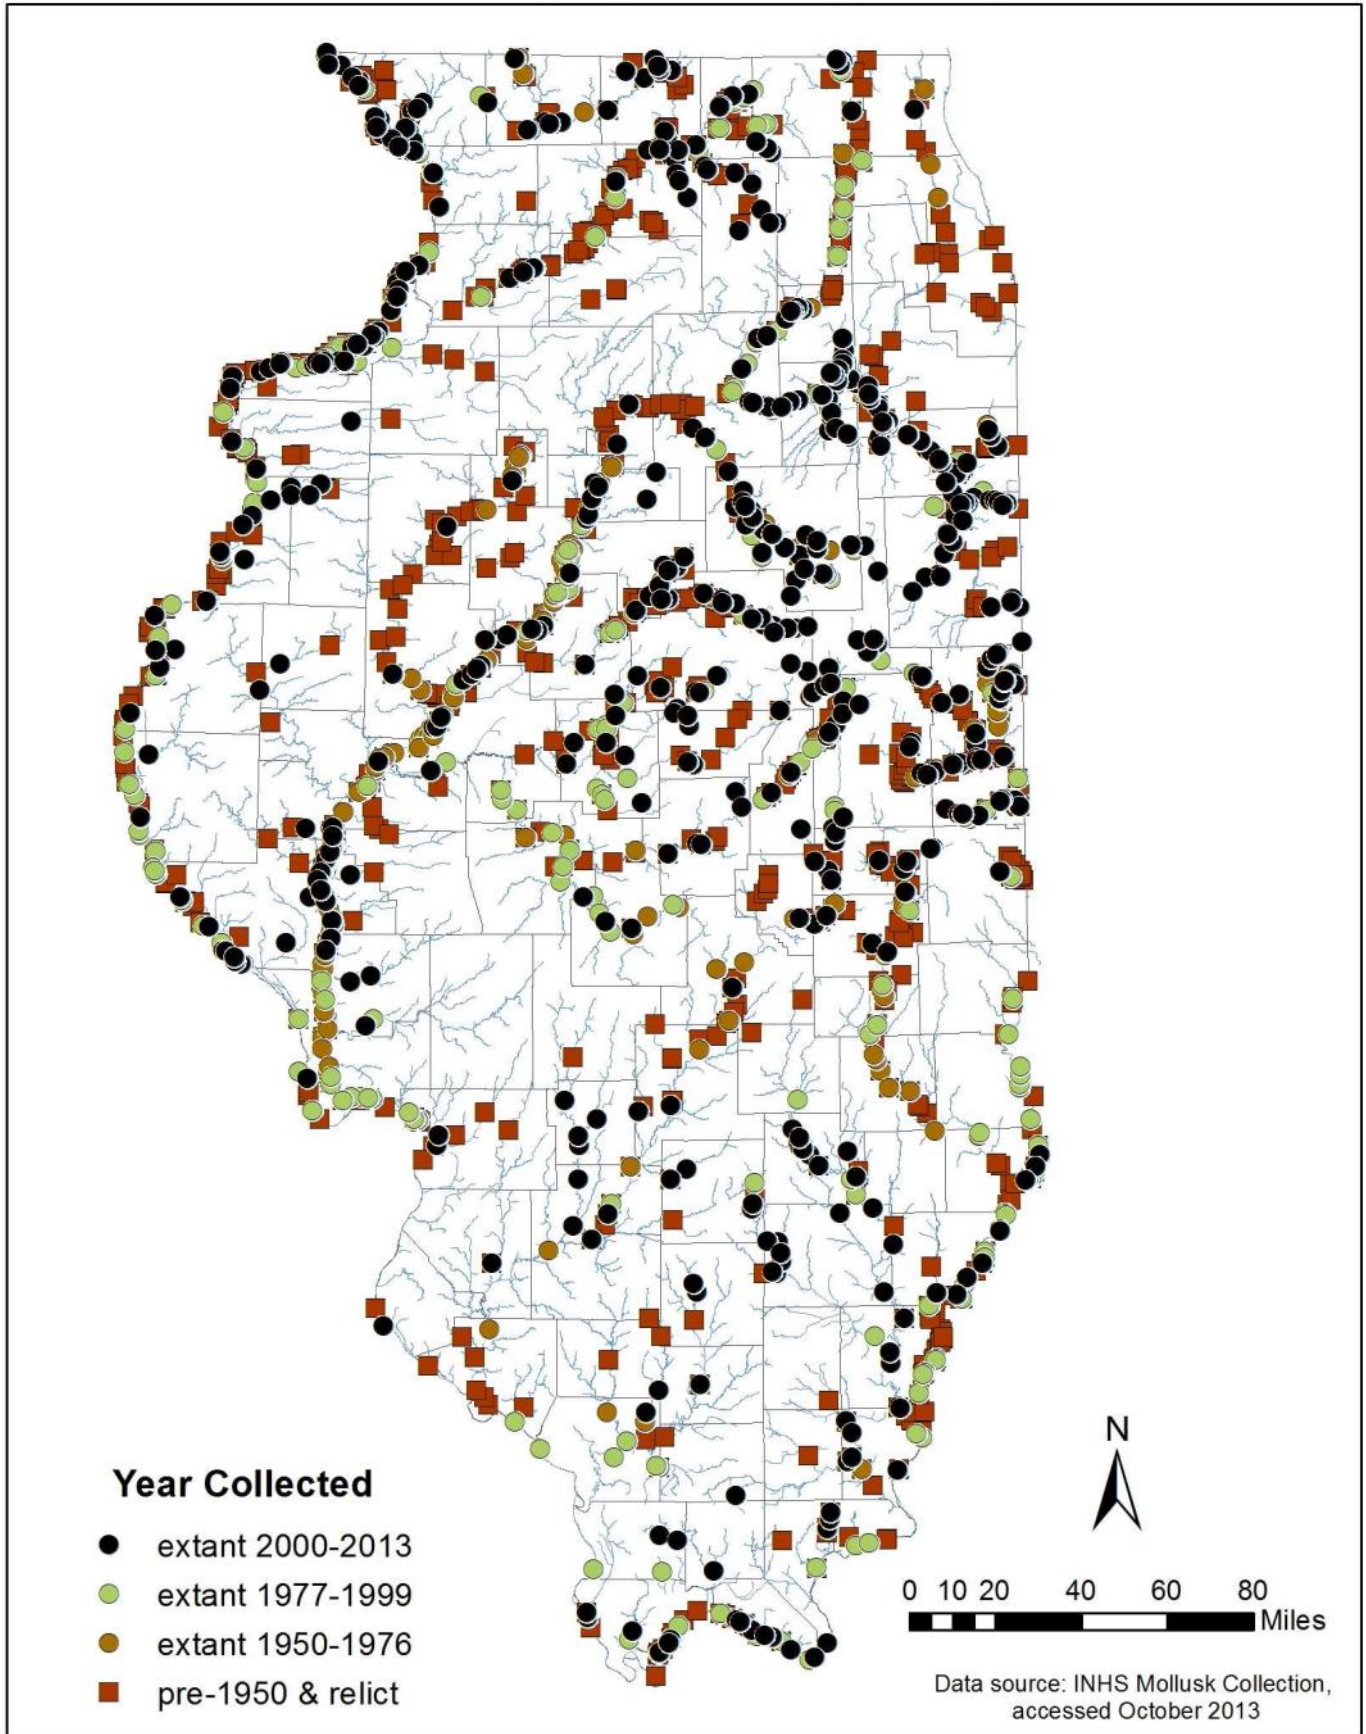 N
Year Collected
extant 2000-2013
extant 1977-1999
extant 1950-1976
pre-1950 & relict
0 10 20 40 60 80
Miles
Data source: INHS Mollusk Collection,
accessed October 2013